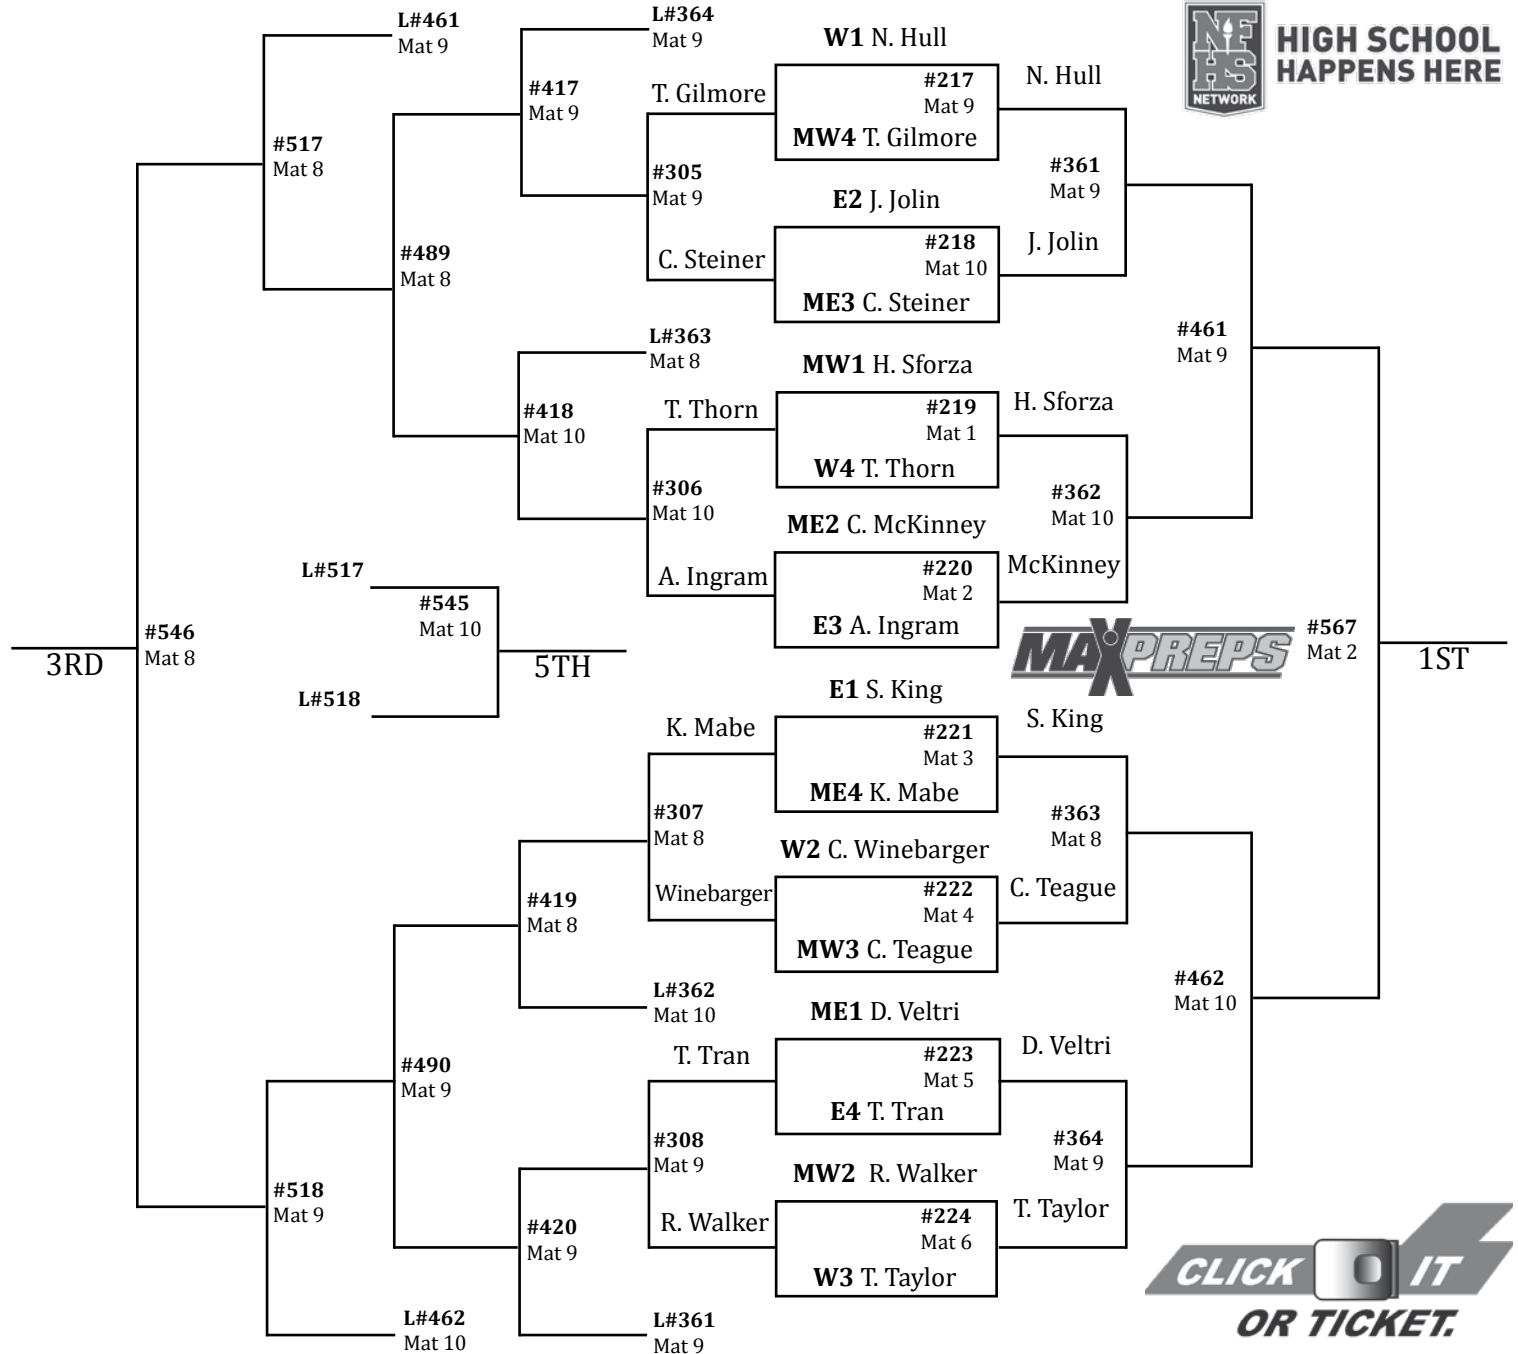 L#461
Mat 9
L#364
Mat 9
W1 N. Hull
NF
HS
NETWORK
HIGH SCHOOL
HAPPENS HERE
#417
Mat 9
T. Gilmore
#217
Mat 9
N. Hull
MW4 T. Gilmore
#517
Mat 8
#305
Mat 9
#361
Mat 9
E2 J. Jolin
#489
Mat 8
C. Steiner
#218
Mat 10
J. Jolin
ME3 C. Steiner
L#363
Mat 8
#461
Mat 9
MW1 H. Sforza
#418
Mat 10
T. Thorn
#219
Mat 1
H. Sforza
W4 T. Thorn
#306
Mat 10
#362
Mat 10
ME2 C. McKinney
L#517
A. Ingram
#220
Mat 2
McKinney
#545
Mat 10
E3 A. Ingram
#546
Mat 8
3RD
5TH
MAXPREPS
#567
Mat 2
1ST
L#518
E1 S. King
K. Mabe
#221
Mat 3
S. King
ME4 K. Mabe
#307
Mat 8
#363
Mat 8
W2 C. Winebarger
#419
Mat 8
Winebarger
#222
Mat 4
C. Teague
MW3 C. Teague
L#362
Mat 10
#462
Mat 10
ME1 D. Veltri
#490
Mat 9
T. Tran
#223
Mat 5
D. Veltri
E4 T. Tran
#308
Mat 9
#364
Mat 9
MW2 R. Walker
#518
Mat 9
#420
Mat 9
R. Walker
#224
Mat 6
T. Taylor
W3 T. Taylor
L#462
Mat 10
L#361
Mat 9
CLICK IT
OR TICKET.